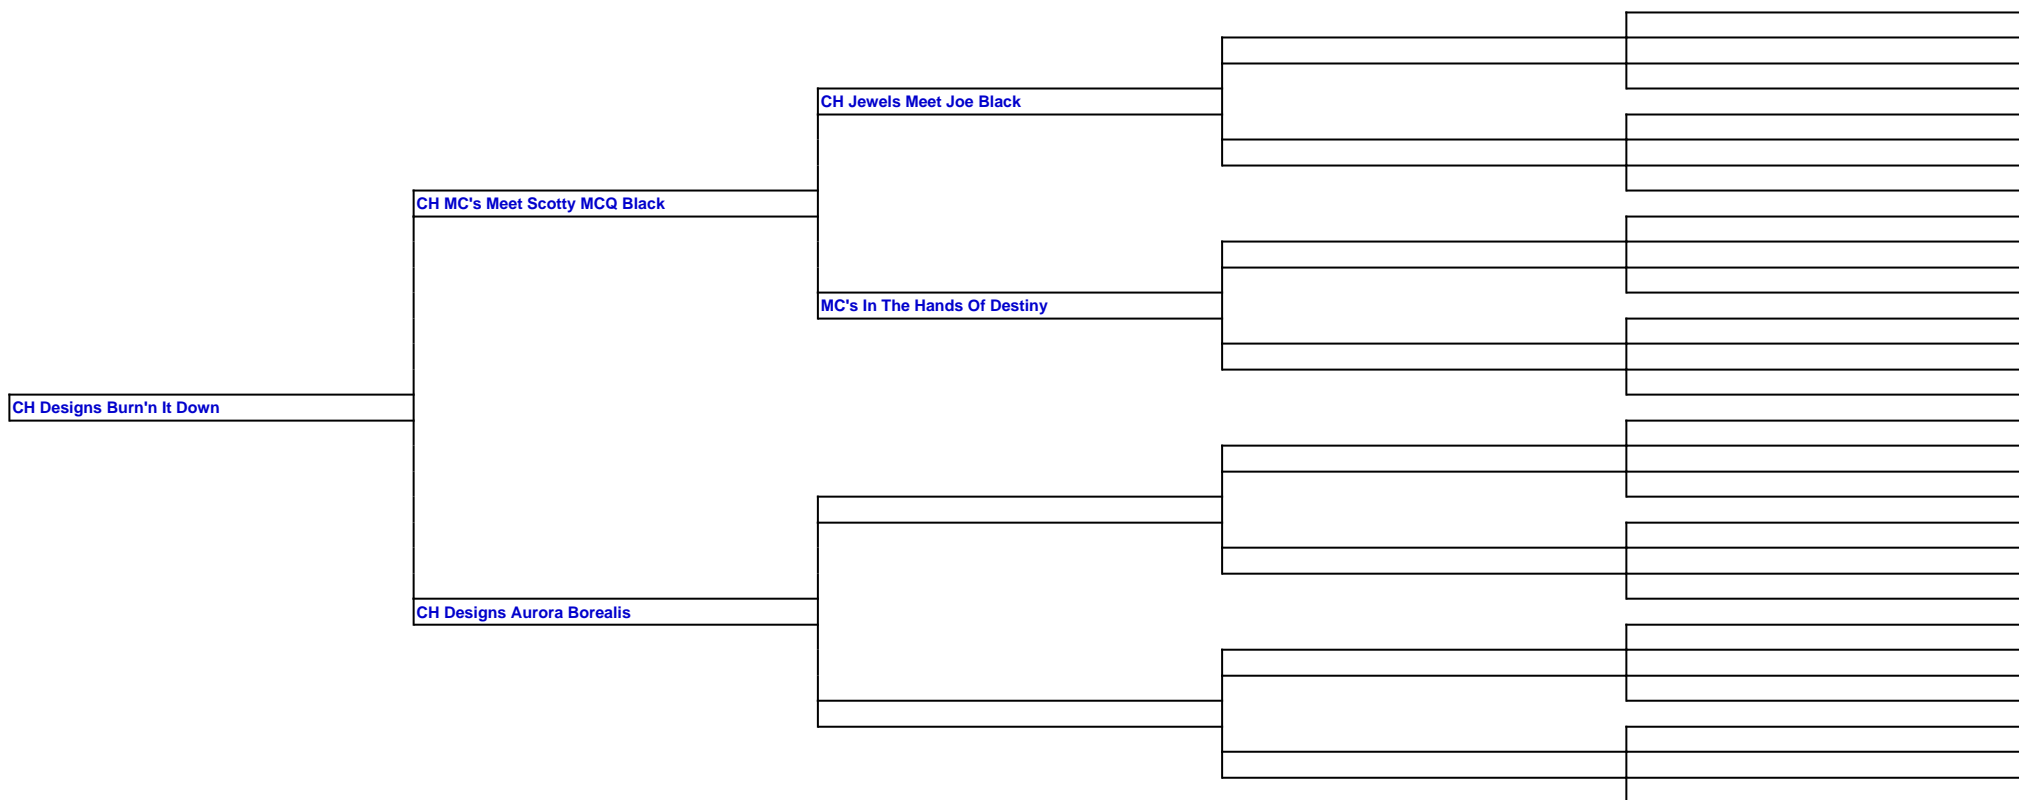 CH Jewels Meet Joe Black
CH MC's Meet Scotty MCQ Black
MC's In The Hands Of Destiny
CH Designs Burn'n It Down
CH Designs Aurora Borealis